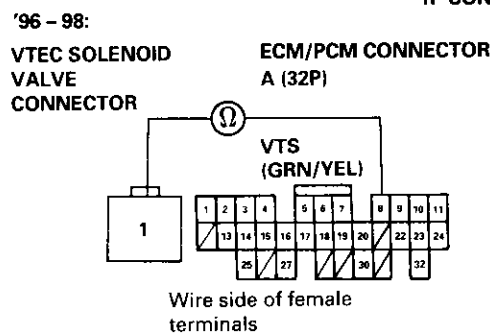 '96 – 98:
VTEC SOLENOID
VALVE
CONNECTOR
ECM/PCM CONNECTOR
A (32P)
Ω
VTS
(GRN/YEL)
1
1 2 3 4 5 6 7 8 9 10 11
13 14 15 16 17 18 19 20 22 23 24
25 27 30 32
Wire side of female
terminals